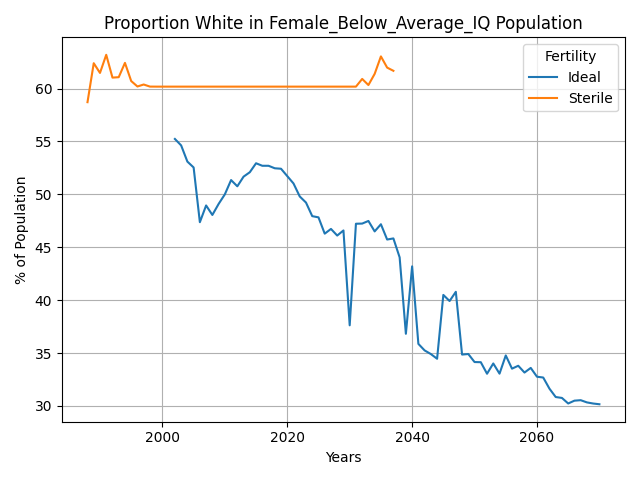 Proportion White in Female_Below_Average_IQ Population
Fertility
Ideal
Sterile
% of Population
60
55
50
45
40
35
30
2000
2020
2040
2060
Years